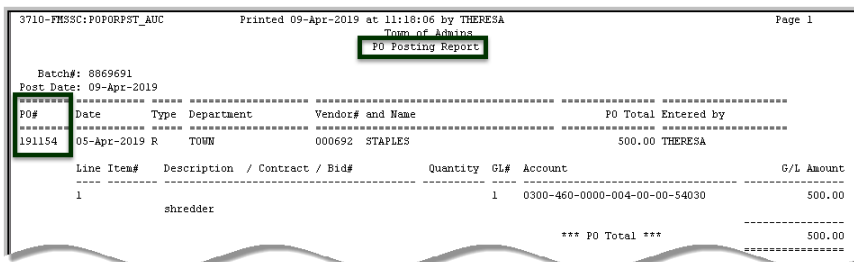 3710-FMSSC:POPORPST_AUC Printed 09-Apr-2019 at 11:18:06 by THERESA Page 1
Town of Admins
PO Posting Report
Batch#: 8869691
Post Date: 09-Apr-2019
PO# Date Type Department Vendor# and Name PO Total Entered by
191154 05-Apr-2019 R TOWN 000692 STAPLES 500.00 THERESA
Line Item# Description / Contract / Bid# Quantity GL# Account G/L Amount
1 1 0300-460-0000-004-00-00-54030 500.00
shredder
*** PO Total *** 500.00